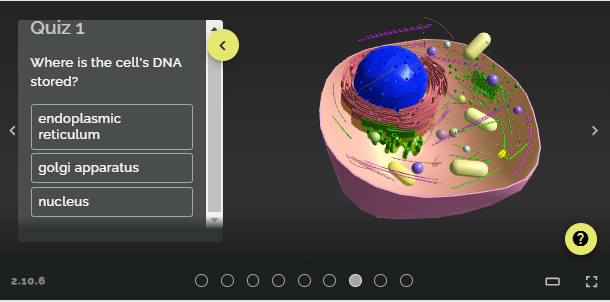 Quiz 1
Where is the cell's DNA
stored?
endoplasmic
reticulum
golgi apparatus
nucleus
?
2.10.6